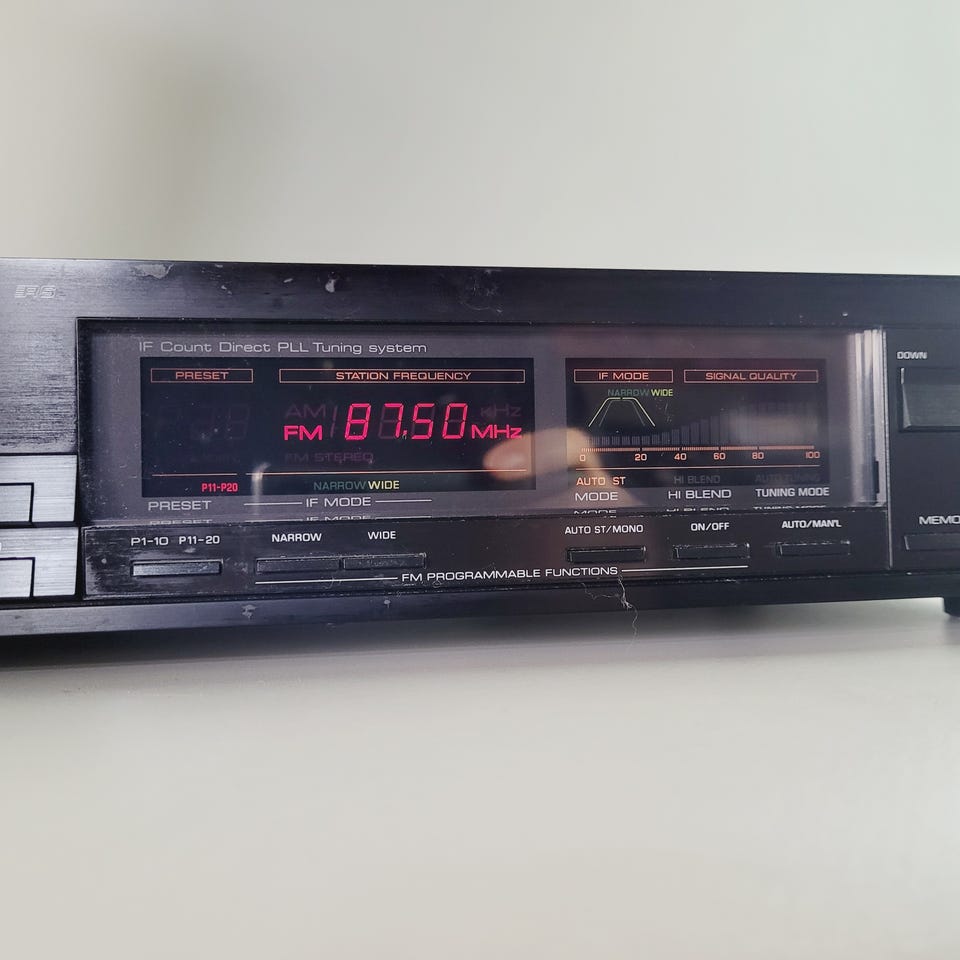 IF Count Direct PLL Tuning system
DOWN
PRESET STATION FREQUENCY IF MODE SIGNAL QUALITY
NARROW WIDE
AM kHz
FM 87.50 MHz
FM STEREO
0 20 40 60 80 100
P11-P20 NARROW WIDE AUTO ST HI BLEND AUTO TUNING
PRESET IF MODE MODE HI BLEND TUNING MODE
P1-10 P11-20 NARROW WIDE AUTO ST/MONO ON/OFF AUTO/MAN'L
FM PROGRAMMABLE FUNCTIONS